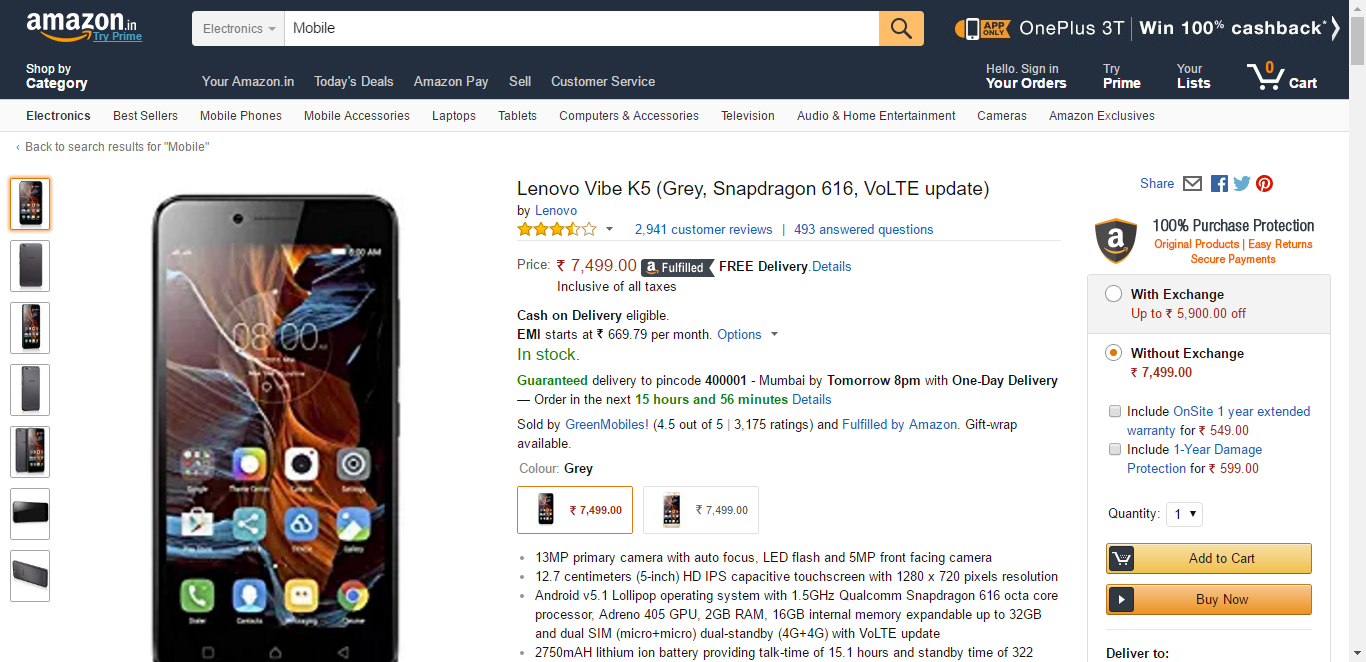 amazon.in
Try Prime
Electronics
Mobile
APP ONLY
OnePlus 3T | Win 100% cashback*
Shop by
Category
Your Amazon.in
Today's Deals
Amazon Pay
Sell
Customer Service
Hello. Sign in
Your Orders
Try
Prime
Your
Lists
0
Cart
Electronics
Best Sellers
Mobile Phones
Mobile Accessories
Laptops
Tablets
Computers & Accessories
Television
Audio & Home Entertainment
Cameras
Amazon Exclusives
‹ Back to search results for "Mobile"
8:00 AM
08:00
Settings
Gallery
Dialer
Contacts
Messaging
Chrome
Lenovo Vibe K5 (Grey, Snapdragon 616, VoLTE update)
by Lenovo
2,941 customer reviews | 493 answered questions
Price: ₹ 7,499.00 a Fulfilled FREE Delivery.Details
Inclusive of all taxes
Cash on Delivery eligible.
EMI starts at ₹ 669.79 per month. Options
In stock.
Guaranteed delivery to pincode 400001 - Mumbai by Tomorrow 8pm with One-Day Delivery
— Order in the next 15 hours and 56 minutes Details
Sold by GreenMobiles! (4.5 out of 5 | 3,175 ratings) and Fulfilled by Amazon. Gift-wrap
available.
Colour: Grey
₹ 7,499.00
₹ 7,499.00
• 13MP primary camera with auto focus, LED flash and 5MP front facing camera
• 12.7 centimeters (5-inch) HD IPS capacitive touchscreen with 1280 x 720 pixels resolution
• Android v5.1 Lollipop operating system with 1.5GHz Qualcomm Snapdragon 616 octa core
processor, Adreno 405 GPU, 2GB RAM, 16GB internal memory expandable up to 32GB
and dual SIM (micro+micro) dual-standby (4G+4G) with VoLTE update
• 2750mAH lithium ion battery providing talk-time of 15.1 hours and standby time of 322
Share
a
100% Purchase Protection
Original Products | Easy Returns
Secure Payments
With Exchange
Up to ₹ 5,900.00 off
Without Exchange
₹ 7,499.00
Include OnSite 1 year extended
warranty for ₹ 549.00
Include 1-Year Damage
Protection for ₹ 599.00
Quantity: 1
Add to Cart
Buy Now
Deliver to: